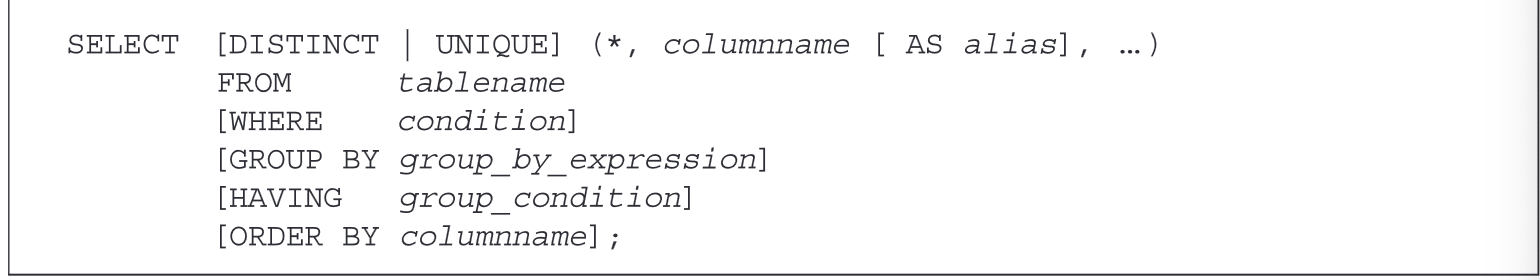 SELECT [DISTINCT | UNIQUE] (*, columnname [ AS alias], …)
FROM tablename
[WHERE condition]
[GROUP BY group_by_expression]
[HAVING group_condition]
[ORDER BY columnname];